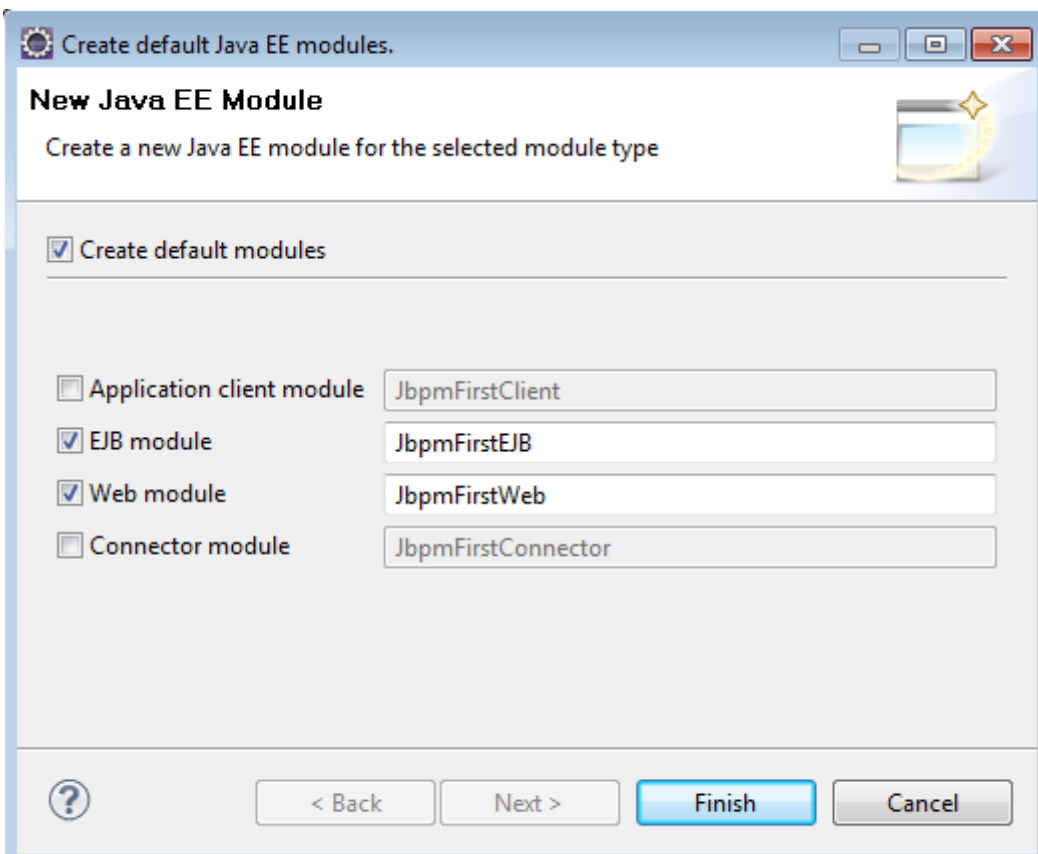 Create default Java EE modules.
New Java EE Module
Create a new Java EE module for the selected module type
Create default modules
Application client module JbpmFirstClient
EJB module JbpmFirstEJB
Web module JbpmFirstWeb
Connector module JbpmFirstConnector
? < Back Next > Finish Cancel